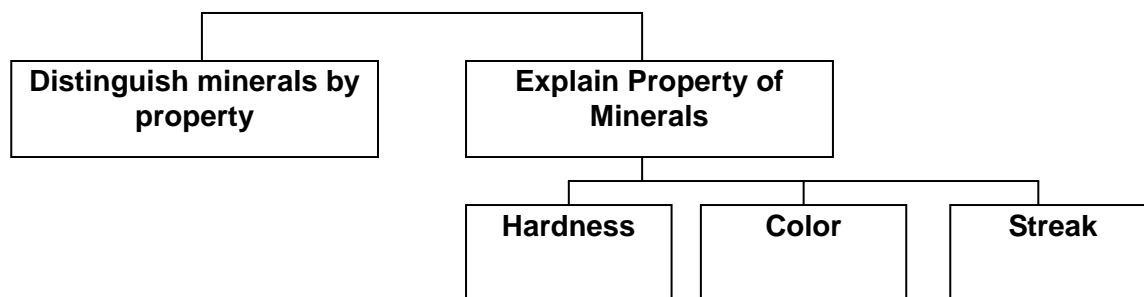 Distinguish minerals by
property
Explain Property of
Minerals
Hardness
Color
Streak